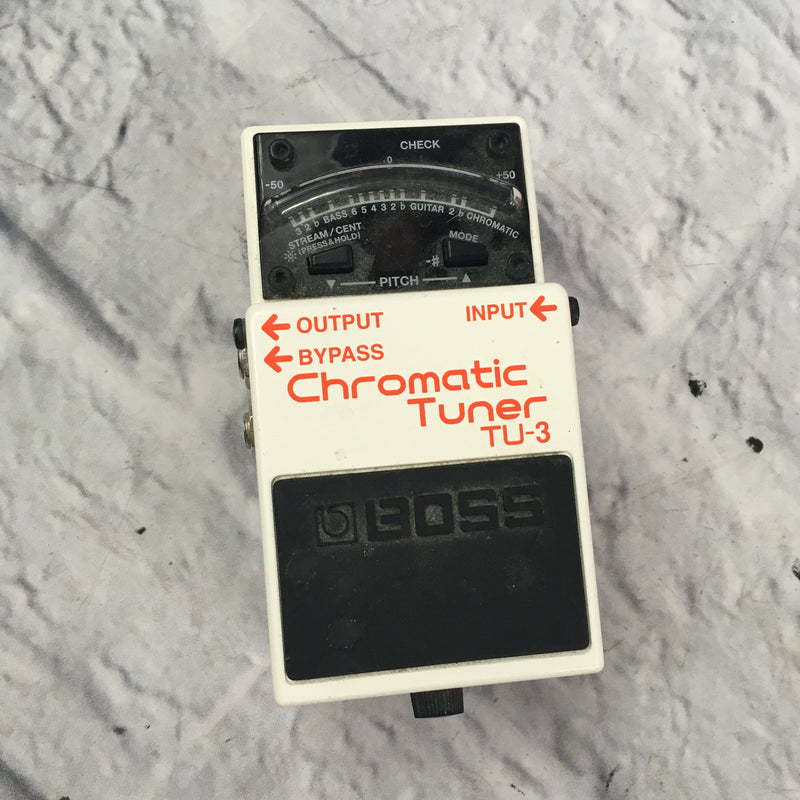 CHECK
-50 0 +50
3 2 ♭ BASS 6 5 4 3 2 ♭ GUITAR 2 ♭ CHROMATIC
STREAM/CENT
(PRESS & HOLD)
MODE
-#
▼ PITCH ▲
← OUTPUT
INPUT ←
← BYPASS
Chromatic
Tuner
TU-3
BOSS